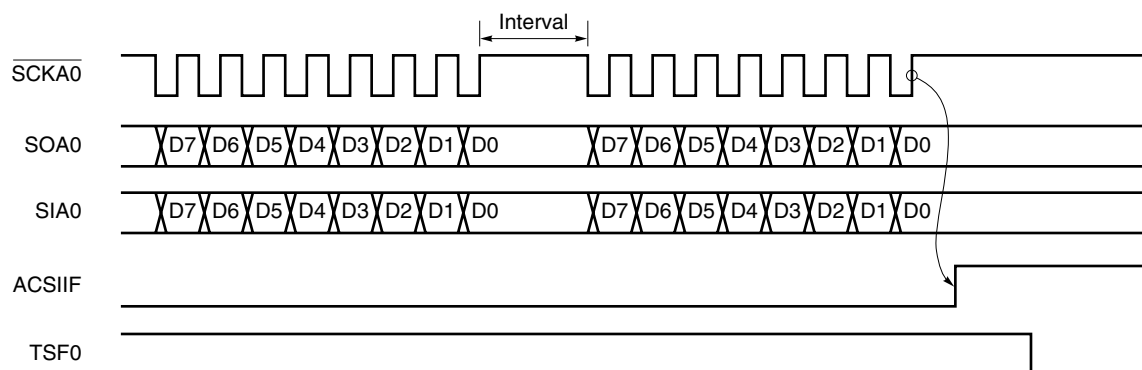 Interval
SCKA0
SOA0 D7 D6 D5 D4 D3 D2 D1 D0 D7 D6 D5 D4 D3 D2 D1 D0
SIA0 D7 D6 D5 D4 D3 D2 D1 D0 D7 D6 D5 D4 D3 D2 D1 D0
ACSIIF
TSF0